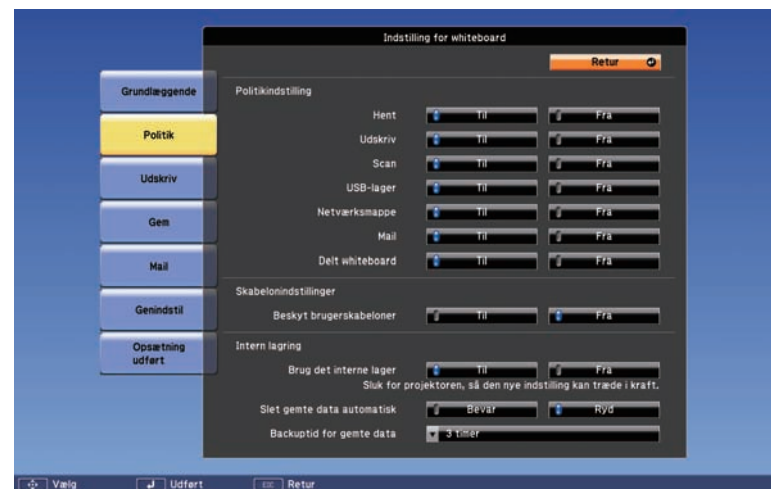 Indstilling for whiteboard
Retur
Grundlæggende
Politik
Udskriv
Gem
Mail
Genindstil
Opsætning
udført
Politikindstilling
Hent Til Fra
Udskriv Til Fra
Scan Til Fra
USB-lager Til Fra
Netværksmappe Til Fra
Mail Til Fra
Delt whiteboard Til Fra
Skabelonindstillinger
Beskyt brugerskabeloner Til Fra
Intern lagring
Brug det interne lager Til Fra
Sluk for projektoren, så den nye indstilling kan træde i kraft.
Slet gemte data automatisk Bevar Ryd
Backuptid for gemte data 3 timer
Vælg Udført Retur